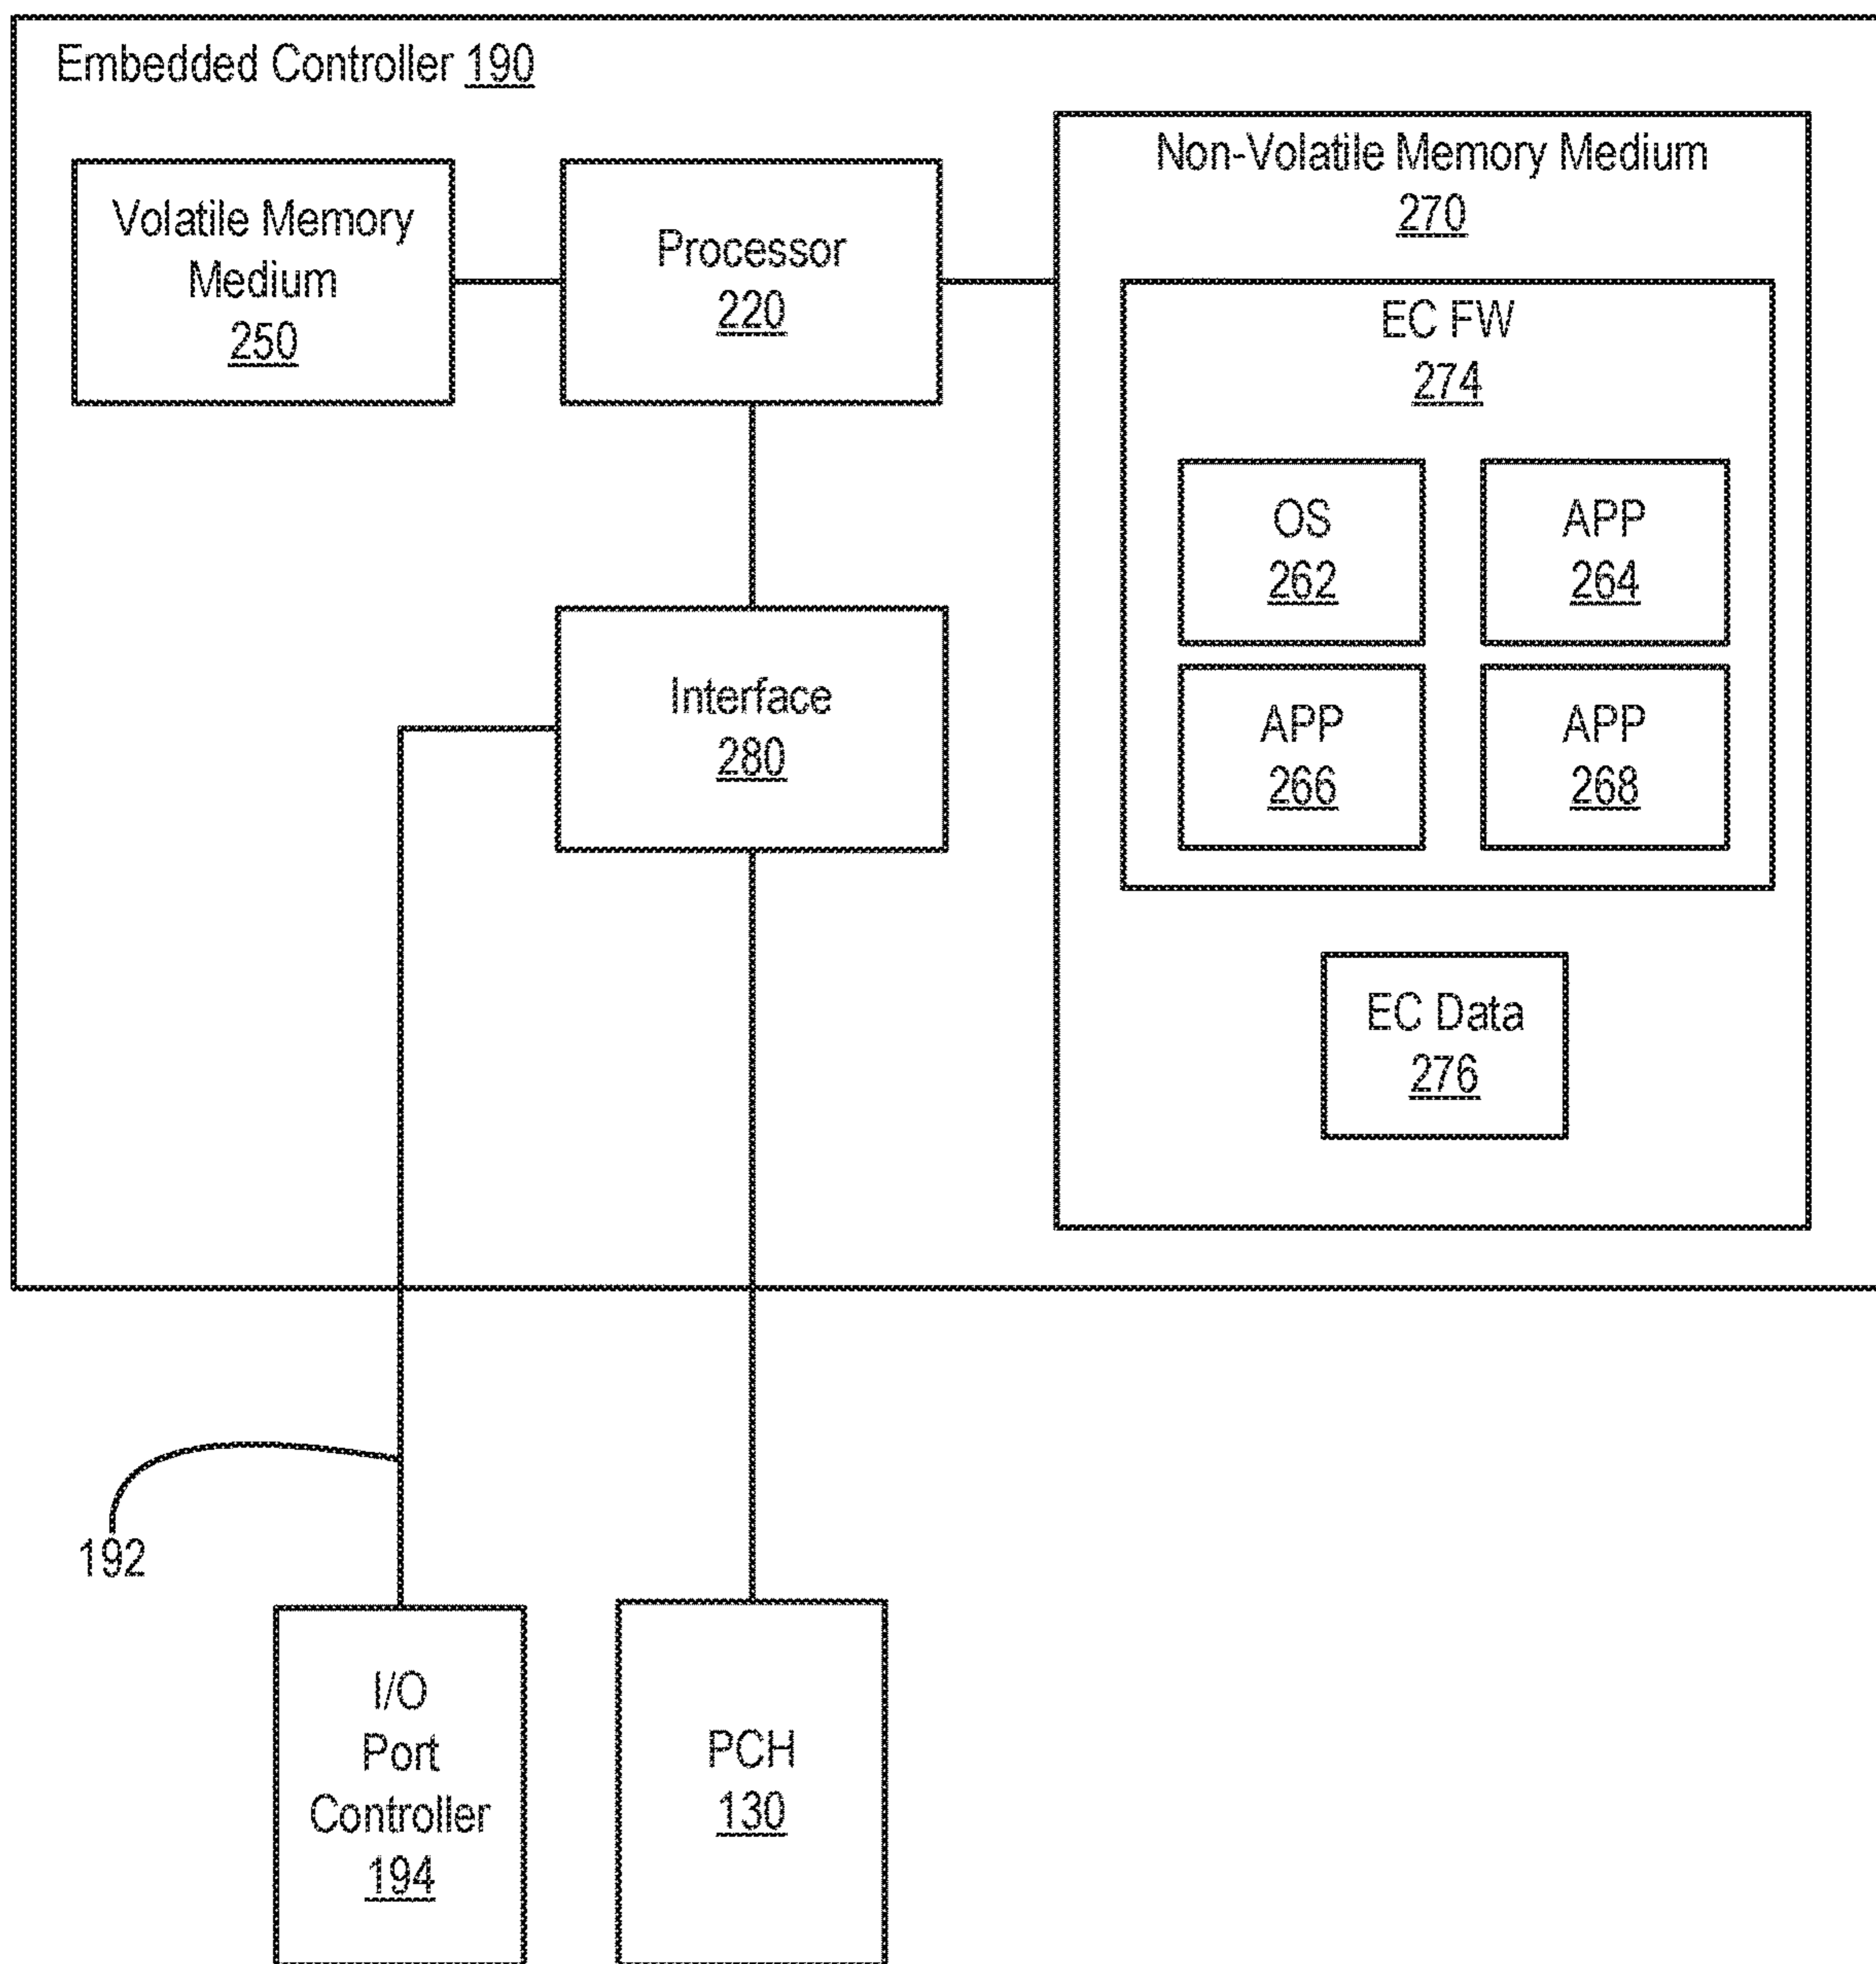 Embedded Controller 190
Volatile Memory
Medium
250
Processor
220
Non-Volatile Memory Medium
270
EC FW
274
OS
262
APP
264
APP
266
APP
268
EC Data
276
Interface
280
192
I/O
Port
Controller
194
PCH
130